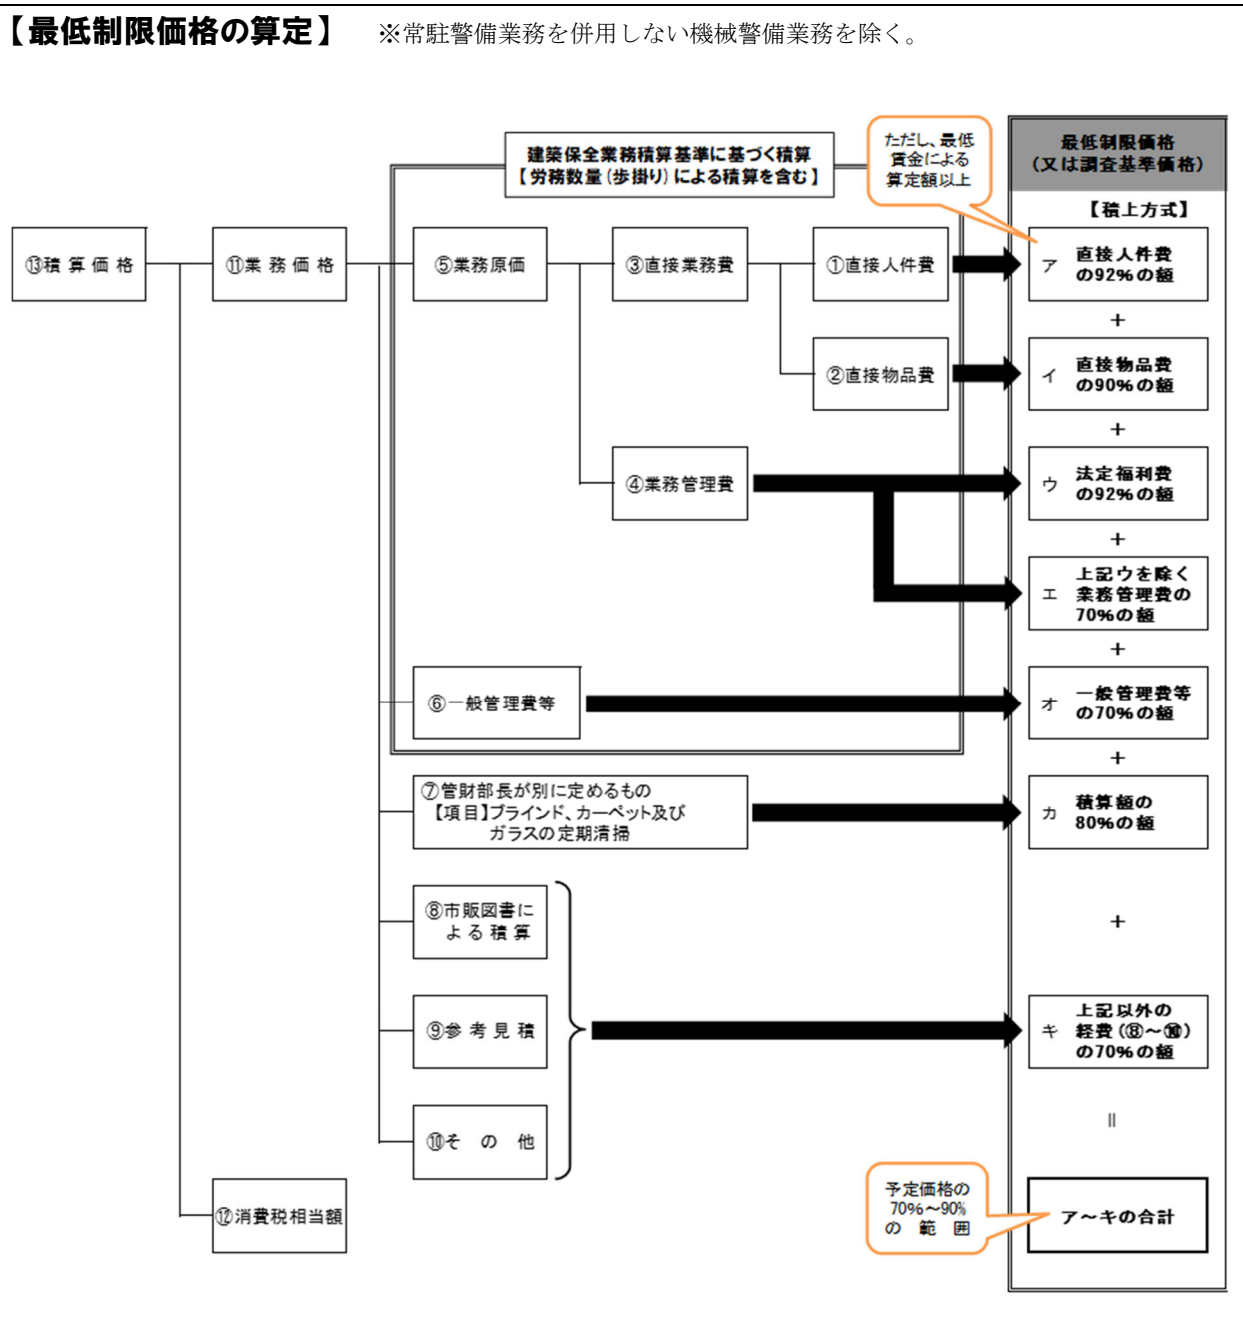 【最低制限価格の算定】 ※常駐警備業務を併用しない機械警備業務を除く。
建築保全業務積算基準に基づく積算
【労務数量(歩掛り)による積算を含む】
ただし、最低
賃金による
算定額以上
最低制限価格
(又は調査基準価格)
【積上方式】
⑬積算価格
⑪業務価格
⑤業務原価
③直接業務費
①直接人件費
ア 直接人件費
の92%の額
+
②直接物品費
イ 直接物品費
の90%の額
+
④業務管理費
ウ 法定福利費
の92%の額
+
エ 上記ウを除く
業務管理費の
70%の額
+
⑥一般管理費等
オ 一般管理費等
の70%の額
+
⑦管財部長が別に定めるもの
【項目】ブラインド、カーペット及び
ガラスの定期清掃
カ 積算額の
80%の額
+
⑧市販図書に
よる積算
⑨参考見積
キ 上記以外の
経費(⑧~⑩)
の70%の額
⑩その他
=
⑫消費税相当額
予定価格の
70%~90%
の範囲
ア~キの合計